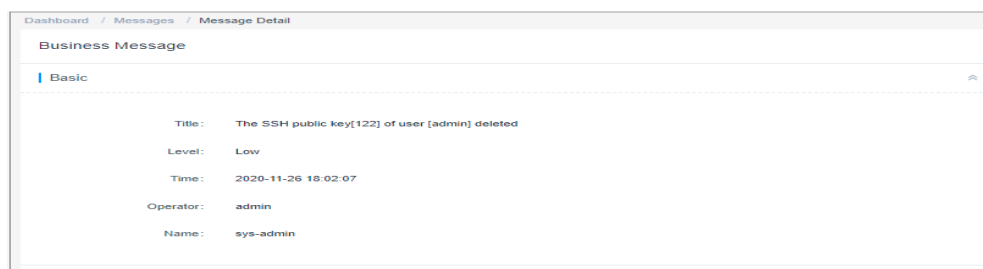 Dashboard / Messages / Message Detail
Business Message
Basic
Title: The SSH public key[122] of user [admin] deleted
Level: Low
Time: 2020-11-26 18:02:07
Operator: admin
Name: sys-admin